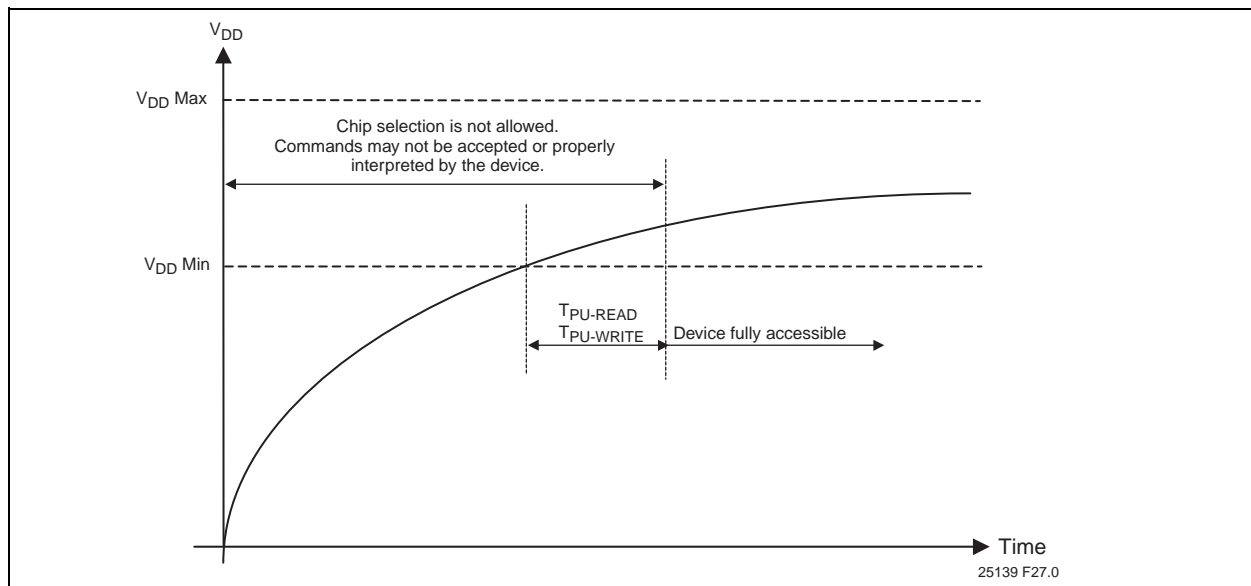 VDD
VDD Max
Chip selection is not allowed.
Commands may not be accepted or properly
interpreted by the device.
VDD Min
TPU-READ
TPU-WRITE
Device fully accessible
Time
25139 F27.0